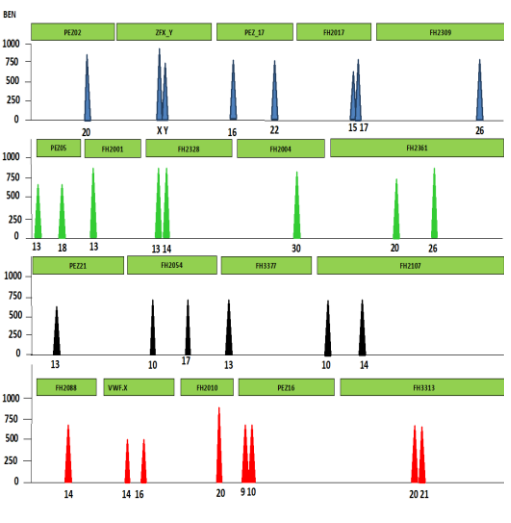 BEN
PEZ02 ZFX_Y PEZ_17 FH2017 FH2309
1000
750
500
250
0
20 X Y 16 22 15 17 26
PEZ05 FH2001 FH2328 FH2004 FH2361
1000
750
500
250
0
13 18 13 13 14 30 20 26
PEZ21 FH2054 FH3377 FH2107
1000
750
500
250
0
13 10 17 13 10 14
FH2088 VWF.X FH2010 PEZ16 FH3313
1000
750
500
250
0
14 14 16 20 9 10 20 21